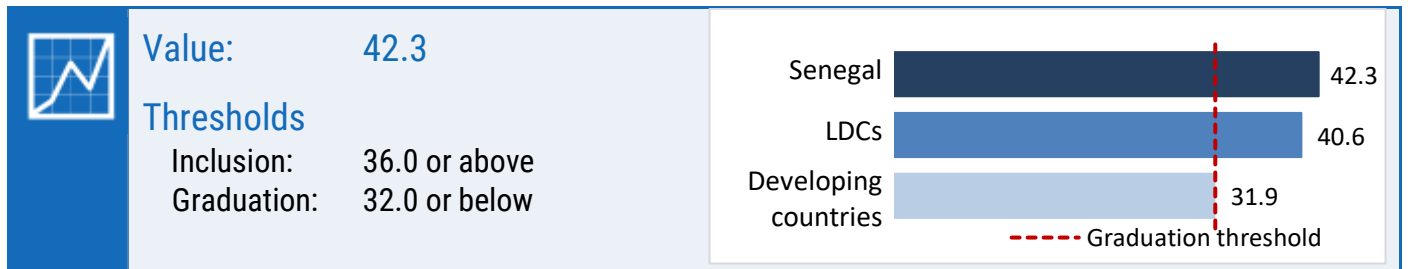 Value: 42.3
Thresholds
Inclusion: 36.0 or above
Graduation: 32.0 or below
Senegal 42.3
LDCs 40.6
Developing
countries 31.9
Graduation threshold